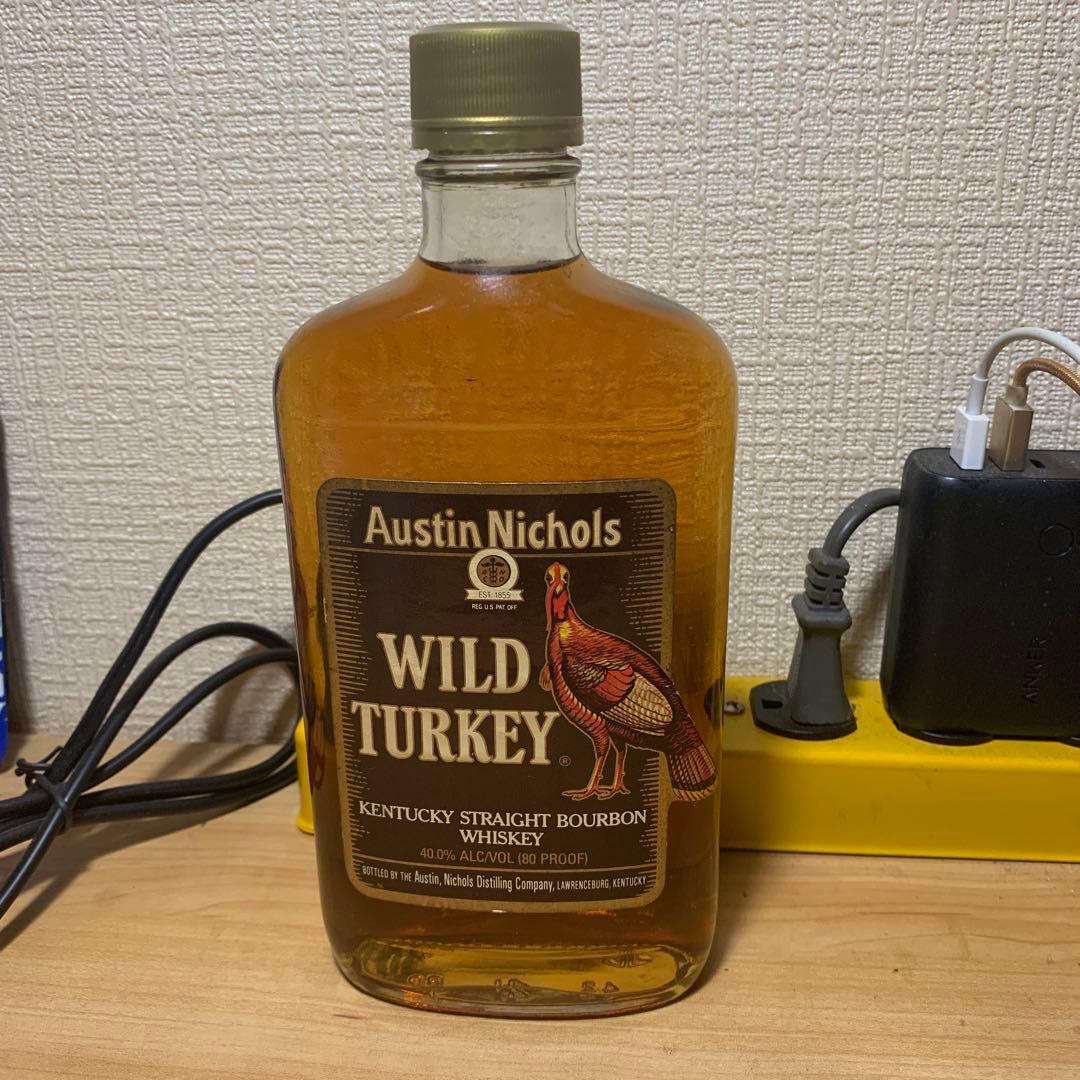 Austin Nichols
EST. 1855
REG. U.S. PAT. OFF
WILD
TURKEY®
KENTUCKY STRAIGHT BOURBON
WHISKEY
40.0% ALC/VOL (80 PROOF)
BOTTLED BY THE Austin, Nichols Distilling Company, LAWRENCEBURG, KENTUCKY
ANKER